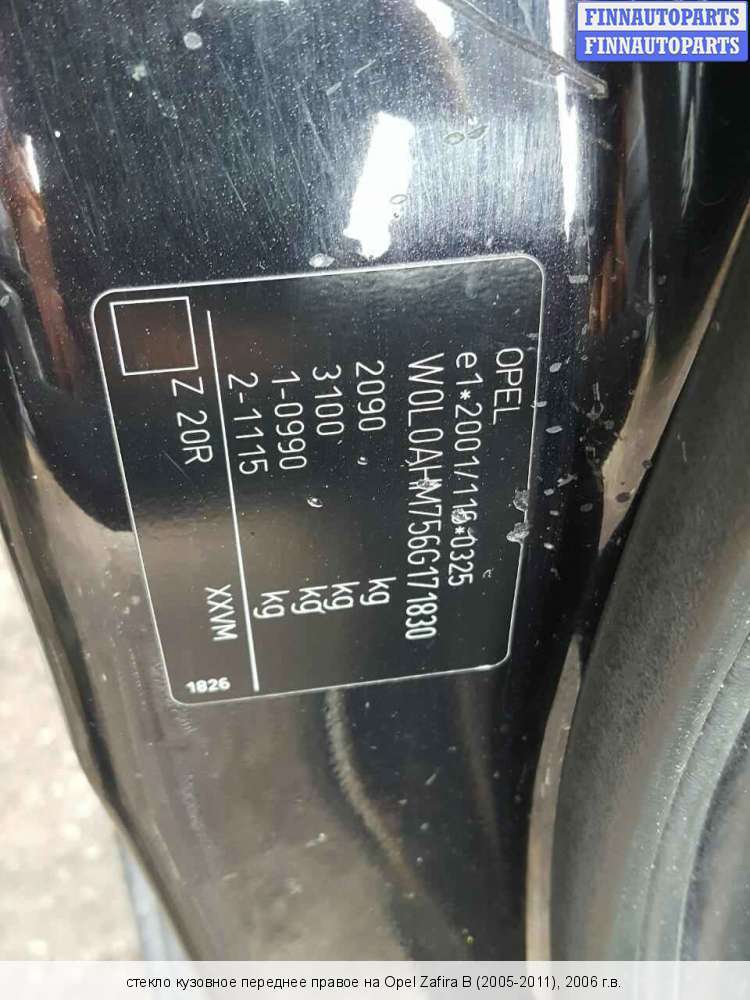 FINNAUTOPARTS
FINNAUTOPARTS
OPEL
e1*2001/116*0325
W0L0AHM756G171830
2090 kg
3100 kg
1-0990 kg
2-1115 kg
Z 20R XXVM
1826
стекло кузовное переднее правое на Opel Zafira B (2005-2011), 2006 г.в.